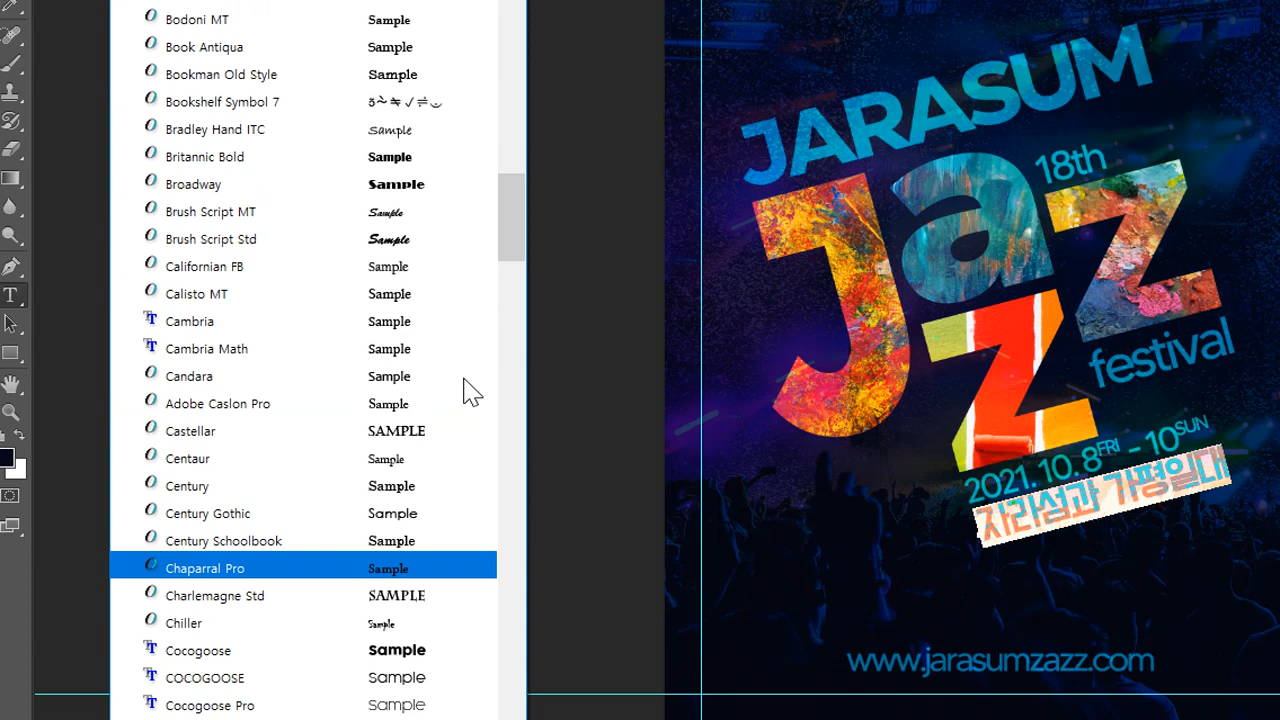 Bodoni MT Sample
Book Antiqua Sample
Bookman Old Style Sample
Bookshelf Symbol 7
Bradley Hand ITC Sample
Britannic Bold Sample
Broadway Sample
Brush Script MT Sample
Brush Script Std Sample
Californian FB Sample
Calisto MT Sample
Cambria Sample
Cambria Math Sample
Candara Sample
Adobe Caslon Pro Sample
Castellar SAMPLE
Centaur Sample
Century Sample
Century Gothic Sample
Century Schoolbook Sample
Chaparral Pro Sample
Charlemagne Std SAMPLE
Chiller Sample
Cocogoose Sample
COCOGOOSE Sample
Cocogoose Pro Sample
JARASUM
18th
Jazz
festival
2021. 10. 8FRI - 10SUN
자라섬과 가평일대
www.jarasumzazz.com